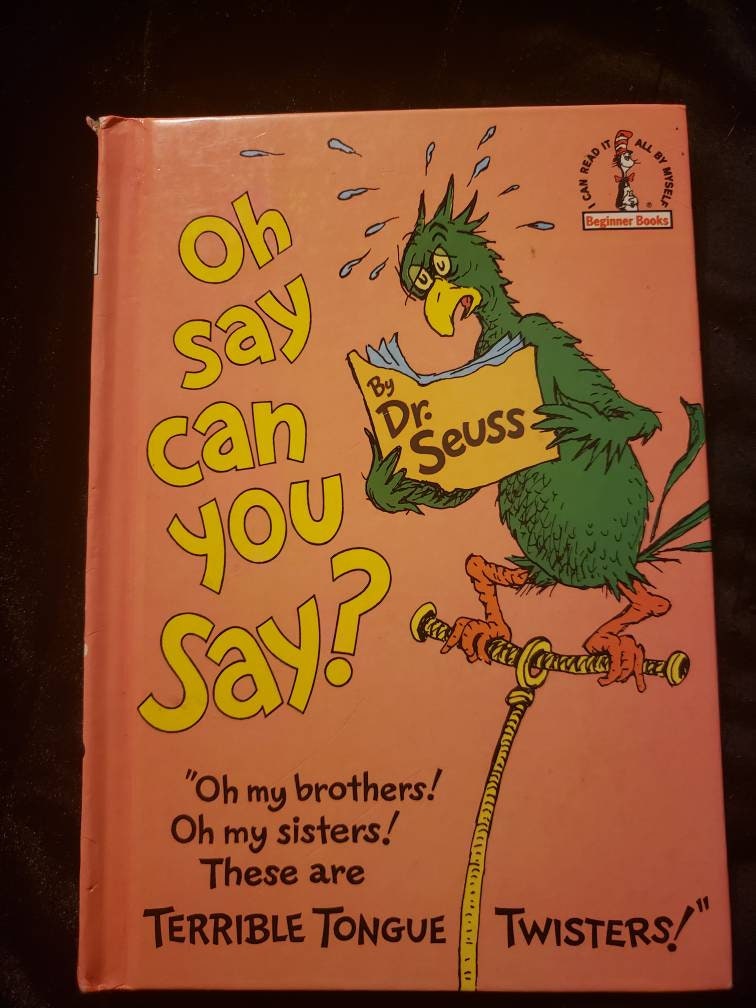 I CAN READ IT ALL BY MYSELF
Beginner Books
®
Oh
say
can
you
Say?
By
Dr.
Seuss
"Oh my brothers!
Oh my sisters!
These are
TERRIBLE TONGUE TWISTERS!"